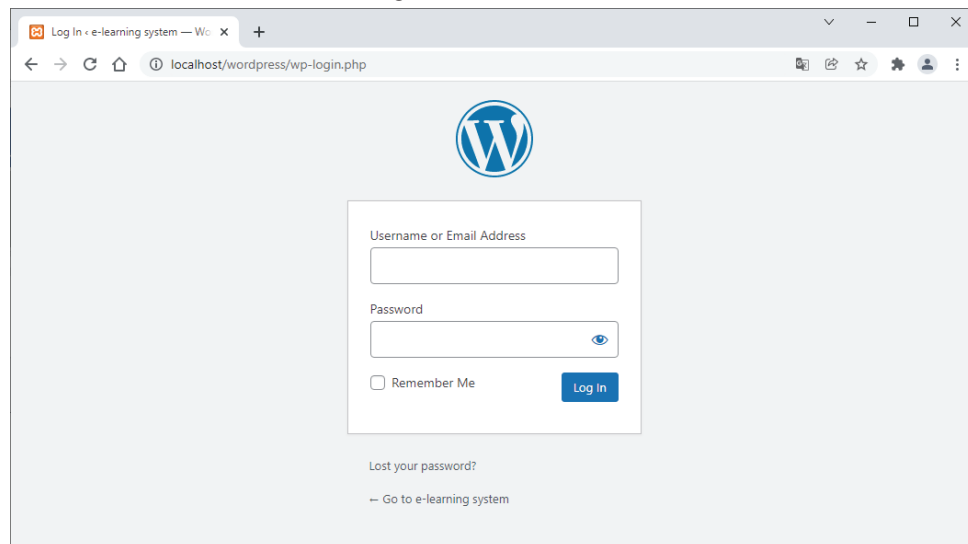 Log In ‹ e-learning system — Wo
localhost/wordpress/wp-login.php
Username or Email Address
Password
Remember Me
Log In
Lost your password?
← Go to e-learning system